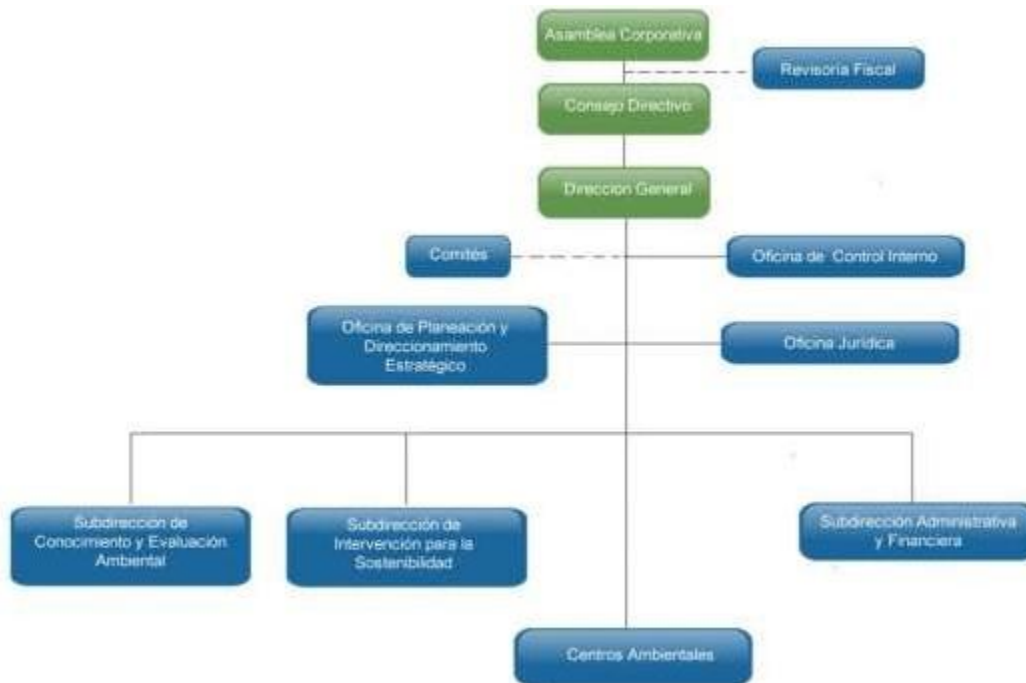 Asamblea Corporativa
Revisoria Fiscal
Consejo Directivo
Direccion General
Comités
Oficina de Control Interno
Oficina de Planeación y
Direccionamiento
Estratégico
Oficina Jurídica
Subdirección de
Conocimiento y Evaluación
Ambiental
Subdirección de
Intervención para la
Sostenibilidad
Subdirección Administrativa
y Financiera
Centros Ambientales